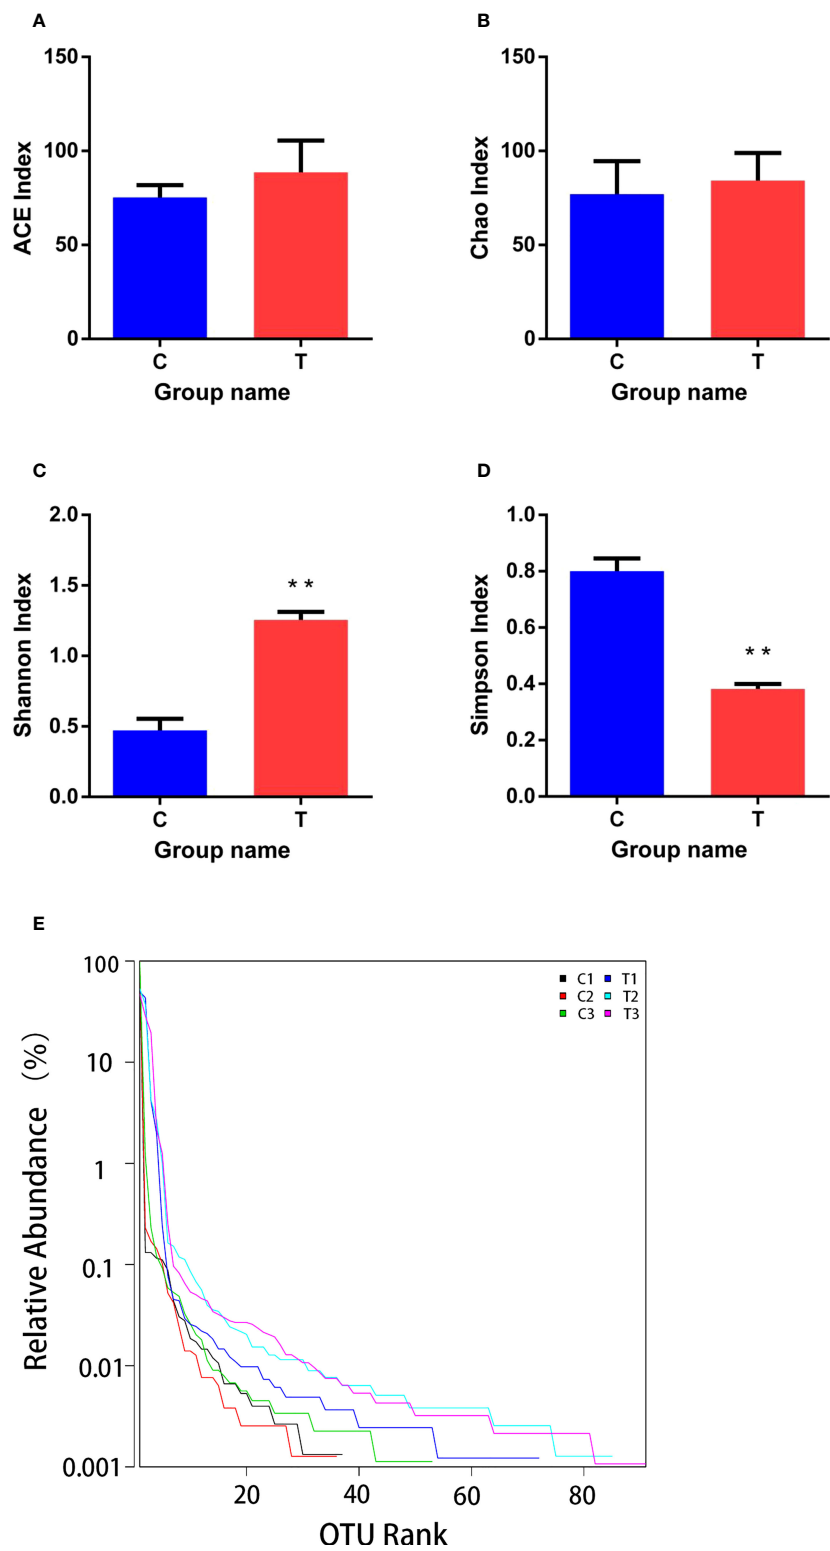 A
150
100
50
0
ACE Index
C T
Group name
B
150
100
50
0
Chao Index
C T
Group name
C
2.0
1.5
1.0
0.5
0.0
Shannon Index
* *
C T
Group name
D
1.0
0.8
0.6
0.4
0.2
0.0
Simpson Index
* *
C T
Group name
E
100
10
1
0.1
0.01
0.001
Relative Abundance (%)
C1 T1
C2 T2
C3 T3
20 40 60 80
OTU Rank